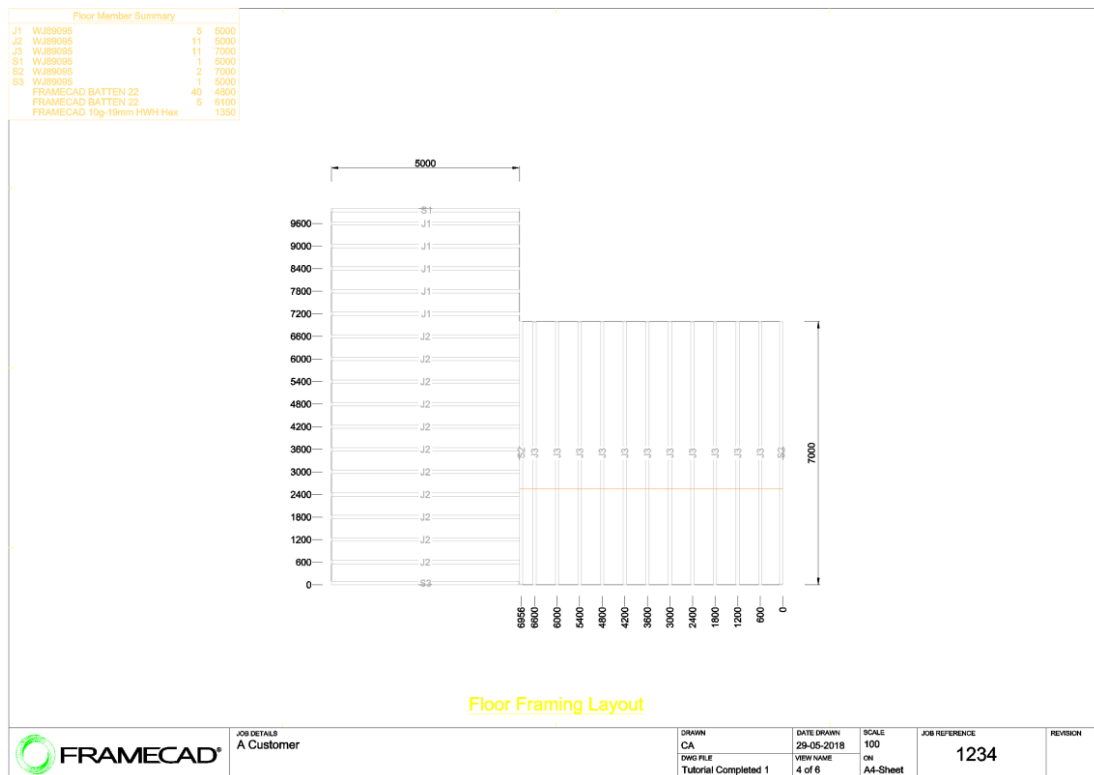 Floor Member Summary
J1 WJ89095 5 5000
J2 WJ89095 11 5000
J3 WJ89095 11 7000
S1 WJ89095 1 5000
S2 WJ89095 2 7000
S3 WJ89095 1 5000
FRAMECAD BATTEN 22 40 4800
FRAMECAD BATTEN 22 5 6100
FRAMECAD 10g-19mm HWH Hex 1350
5000
S1
9600 J1
9000 J1
8400 J1
7800 J1
7200 J1
6600 J2
6000 J2
5400 J2
4800 J2
4200 J2
3600 J2
3000 J2
2400 J2
1800 J2
1200 J2
600 J2
0 S3
S2 J3 J3 J3 J3 J3 J3 J3 J3 J3 J3 J3 S2
7000
6956 6600 6000 5400 4800 4200 3600 3000 2400 1800 1200 600 0
Floor Framing Layout
FRAMECAD®
JOB DETAILS
A Customer
DRAWN
CA
DATE DRAWN
29-05-2018
SCALE
100
JOB REFERENCE
1234
REVISION
DWG FILE
Tutorial Completed 1
VIEW NAME
4 of 6
ON
A4-Sheet